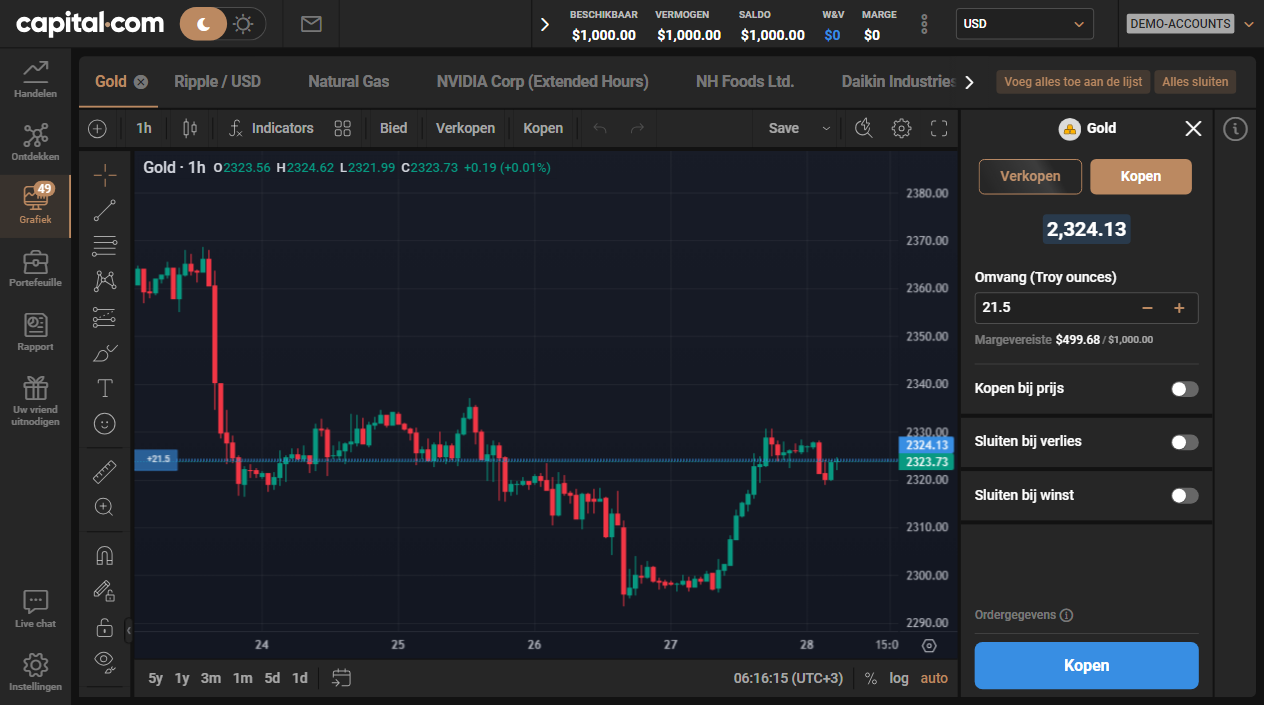 capital.com
BESCHIKBAAR VERMOGEN SALDO W&V MARGE
$1,000.00 $1,000.00 $1,000.00 $0 $0
USD
DEMO-ACCOUNTS
Handelen
Ontdekken
49
Grafiek
Portefeuille
Rapport
Uw vriend
uitnodigen
Live chat
Instellingen
Gold Ripple / USD Natural Gas NVIDIA Corp (Extended Hours) NH Foods Ltd. Daikin Industries
Voeg alles toe aan de lijst Alles sluiten
1h Indicators Bied Verkopen Kopen Save
Gold · 1h O2323.56 H2324.62 L2321.99 C2323.73 +0.19 (+0.01%)
2380.00
2370.00
2360.00
2350.00
2340.00
2330.00
2324.13
+21.5
2323.73
2320.00
2310.00
2300.00
2290.00
24 25 26 27 28 15:0
5y 1y 3m 1m 5d 1d
06:16:15 (UTC+3) % log auto
Gold
Verkopen Kopen
2,324.13
Omvang (Troy ounces)
21.5 − +
Margevereiste $499.68 / $1,000.00
Kopen bij prijs
Sluiten bij verlies
Sluiten bij winst
Ordergegevens
Kopen